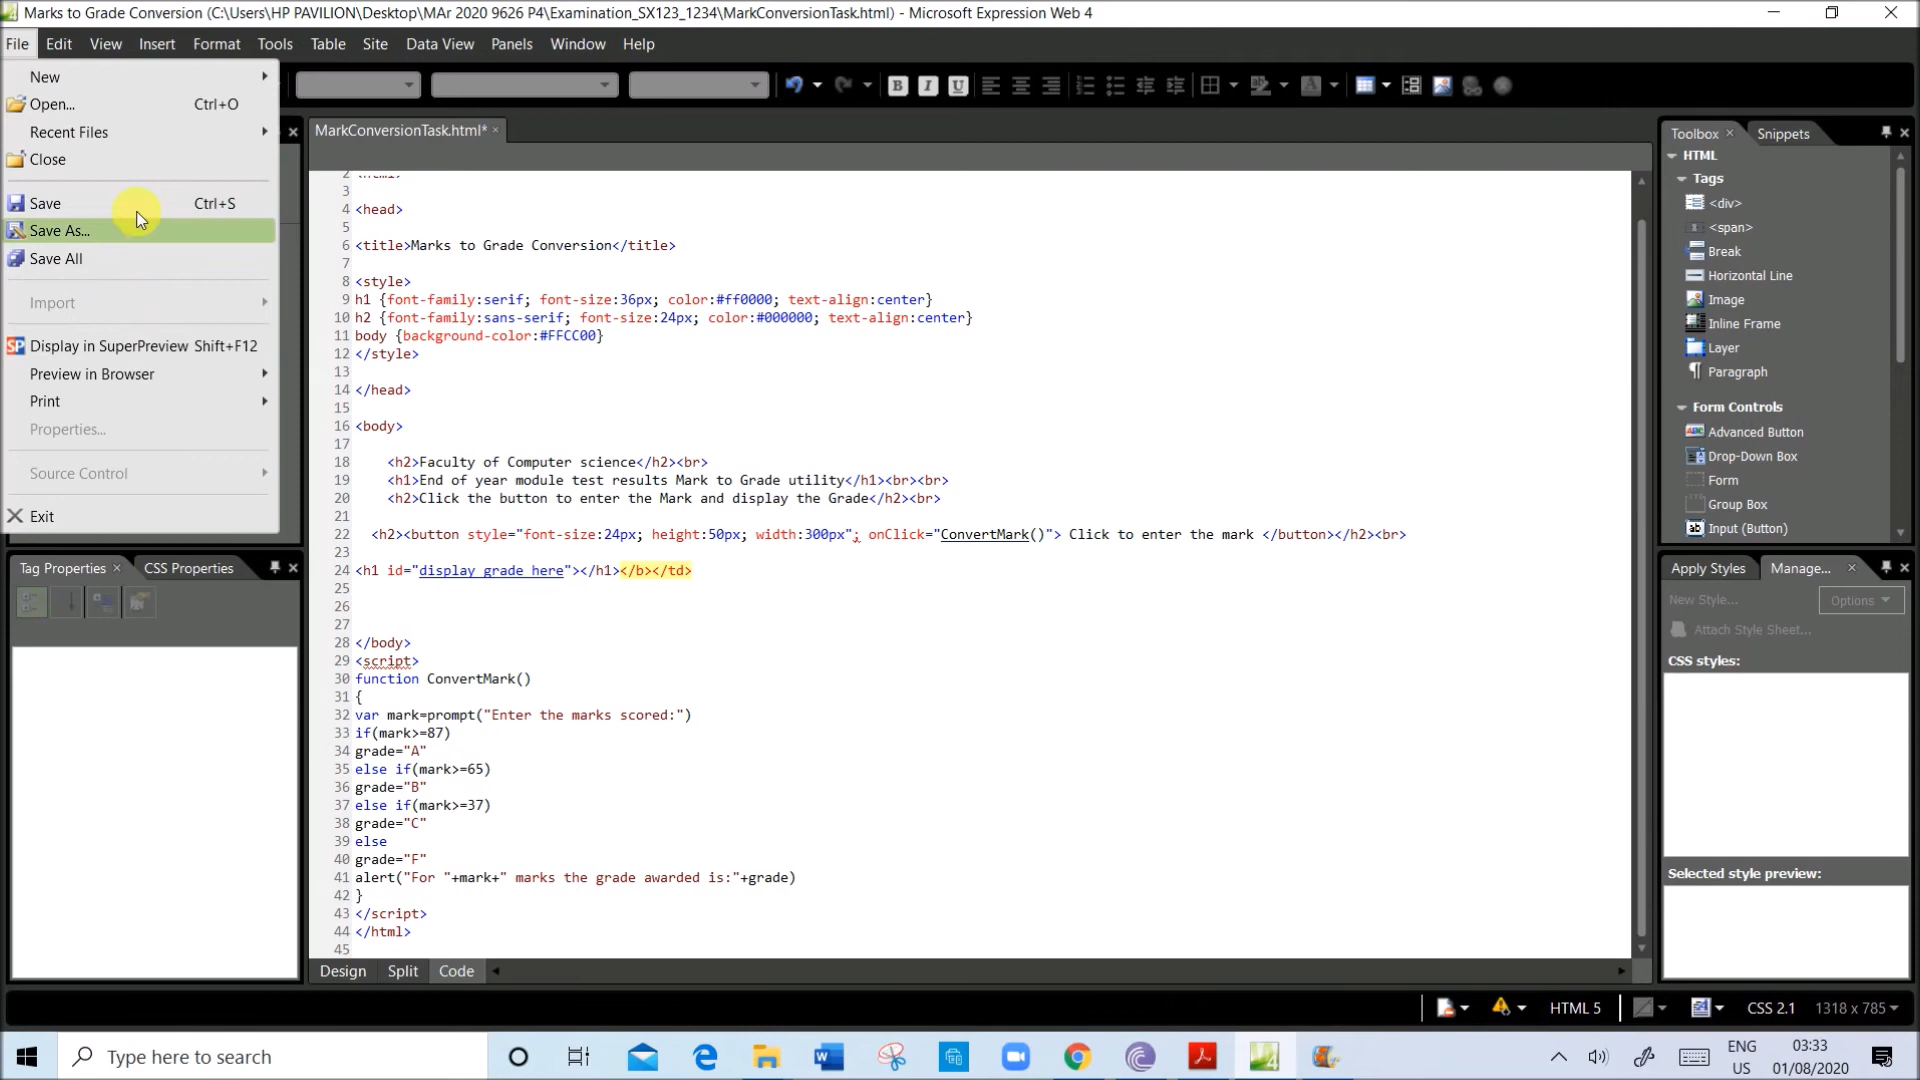 Marks to Grade Conversion (C:\Users\HP PAVILION\Desktop\MAr 2020 9626 P4\Examination_SX123_1234\MarkConversionTask.html) - Microsoft Expression Web 4
File Edit View Insert Format Tools Table Site Data View Panels Window Help
New
Open... Ctrl+O
Recent Files
Close
Save Ctrl+S
Save As...
Save All
Import
Display in SuperPreview Shift+F12
Preview in Browser
Print
Properties...
Source Control
Exit
Tag Properties CSS Properties
MarkConversionTask.html*
2 <html>
3
4 <head>
5
6 <title>Marks to Grade Conversion</title>
7
8 <style>
9 h1 {font-family:serif; font-size:36px; color:#ff0000; text-align:center}
10 h2 {font-family:sans-serif; font-size:24px; color:#000000; text-align:center}
11 body {background-color:#FFCC00}
12 </style>
13
14 </head>
15
16 <body>
17
18 <h2>Faculty of Computer science</h2><br>
19 <h1>End of year module test results Mark to Grade utility</h1><br><br>
20 <h2>Click the button to enter the Mark and display the Grade</h2><br>
21
22 <h2><button style="font-size:24px; height:50px; width:300px"; onClick="ConvertMark()"> Click to enter the mark </button></h2><br>
23
24 <h1 id="display grade here"></h1></b></td>
25
26
27
28 </body>
29 <script>
30 function ConvertMark()
31 {
32 var mark=prompt("Enter the marks scored:")
33 if(mark>=87)
34 grade="A"
35 else if(mark>=65)
36 grade="B"
37 else if(mark>=37)
38 grade="C"
39 else
40 grade="F"
41 alert("For "+mark+" marks the grade awarded is:"+grade)
42 }
43 </script>
44 </html>
45
Design Split Code
Toolbox Snippets
HTML
Tags
<div>
<span>
Break
Horizontal Line
Image
Inline Frame
Layer
Paragraph
Form Controls
Advanced Button
Drop-Down Box
Form
Group Box
Input (Button)
Apply Styles Manage...
New Style... Options
Attach Style Sheet...
CSS styles:
Selected style preview:
HTML 5 CSS 2.1 1318 x 785
Type here to search
ENG
US
03:33
01/08/2020